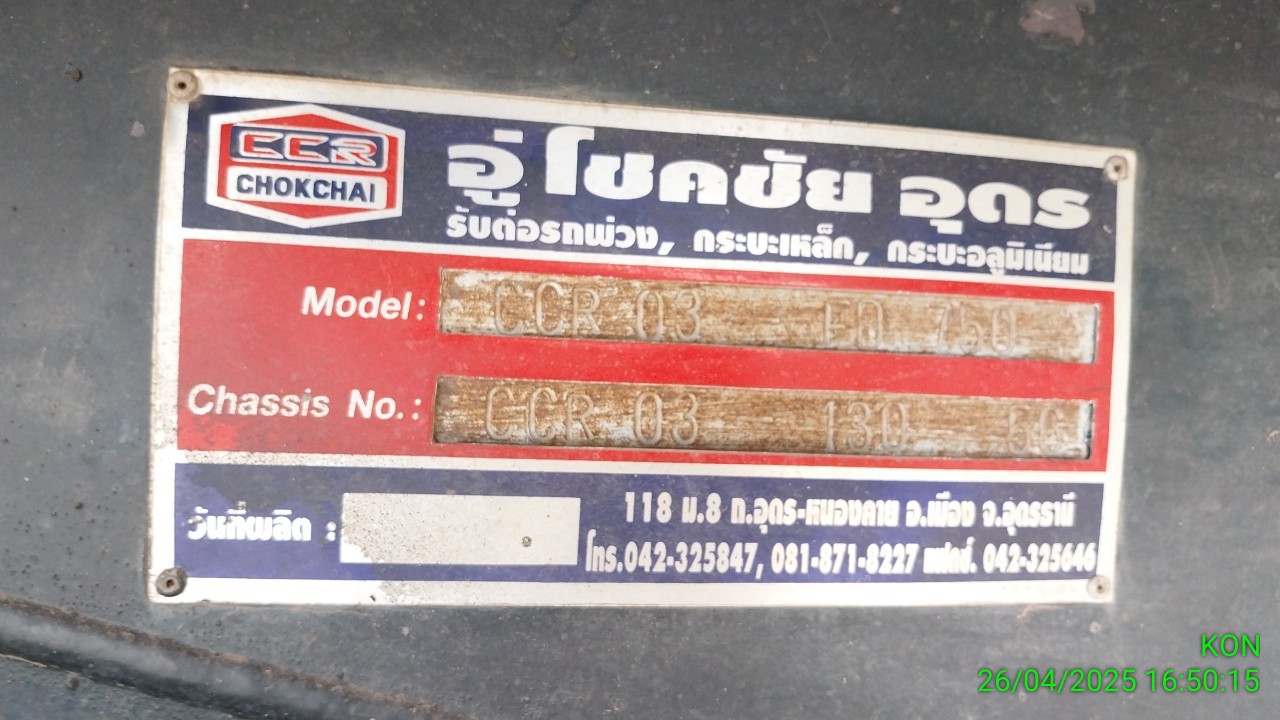 CCR
CHOKCHAI
อู่ โชคชัย อุดร
รับต่อรถพ่วง, กระบะเหล็ก, กระบะอลูมิเนียม
Model: CCR 03 750
Chassis No.: CCR 03 130
118 ม.8 ถ.อุดร-หนองคาย อ.เมือง จ.อุดรธานี
วันที่ผลิต :
โทร.042-325847, 081-871-8227 แฟกซ์. 042-325646
KON
26/04/2025 16:50:15